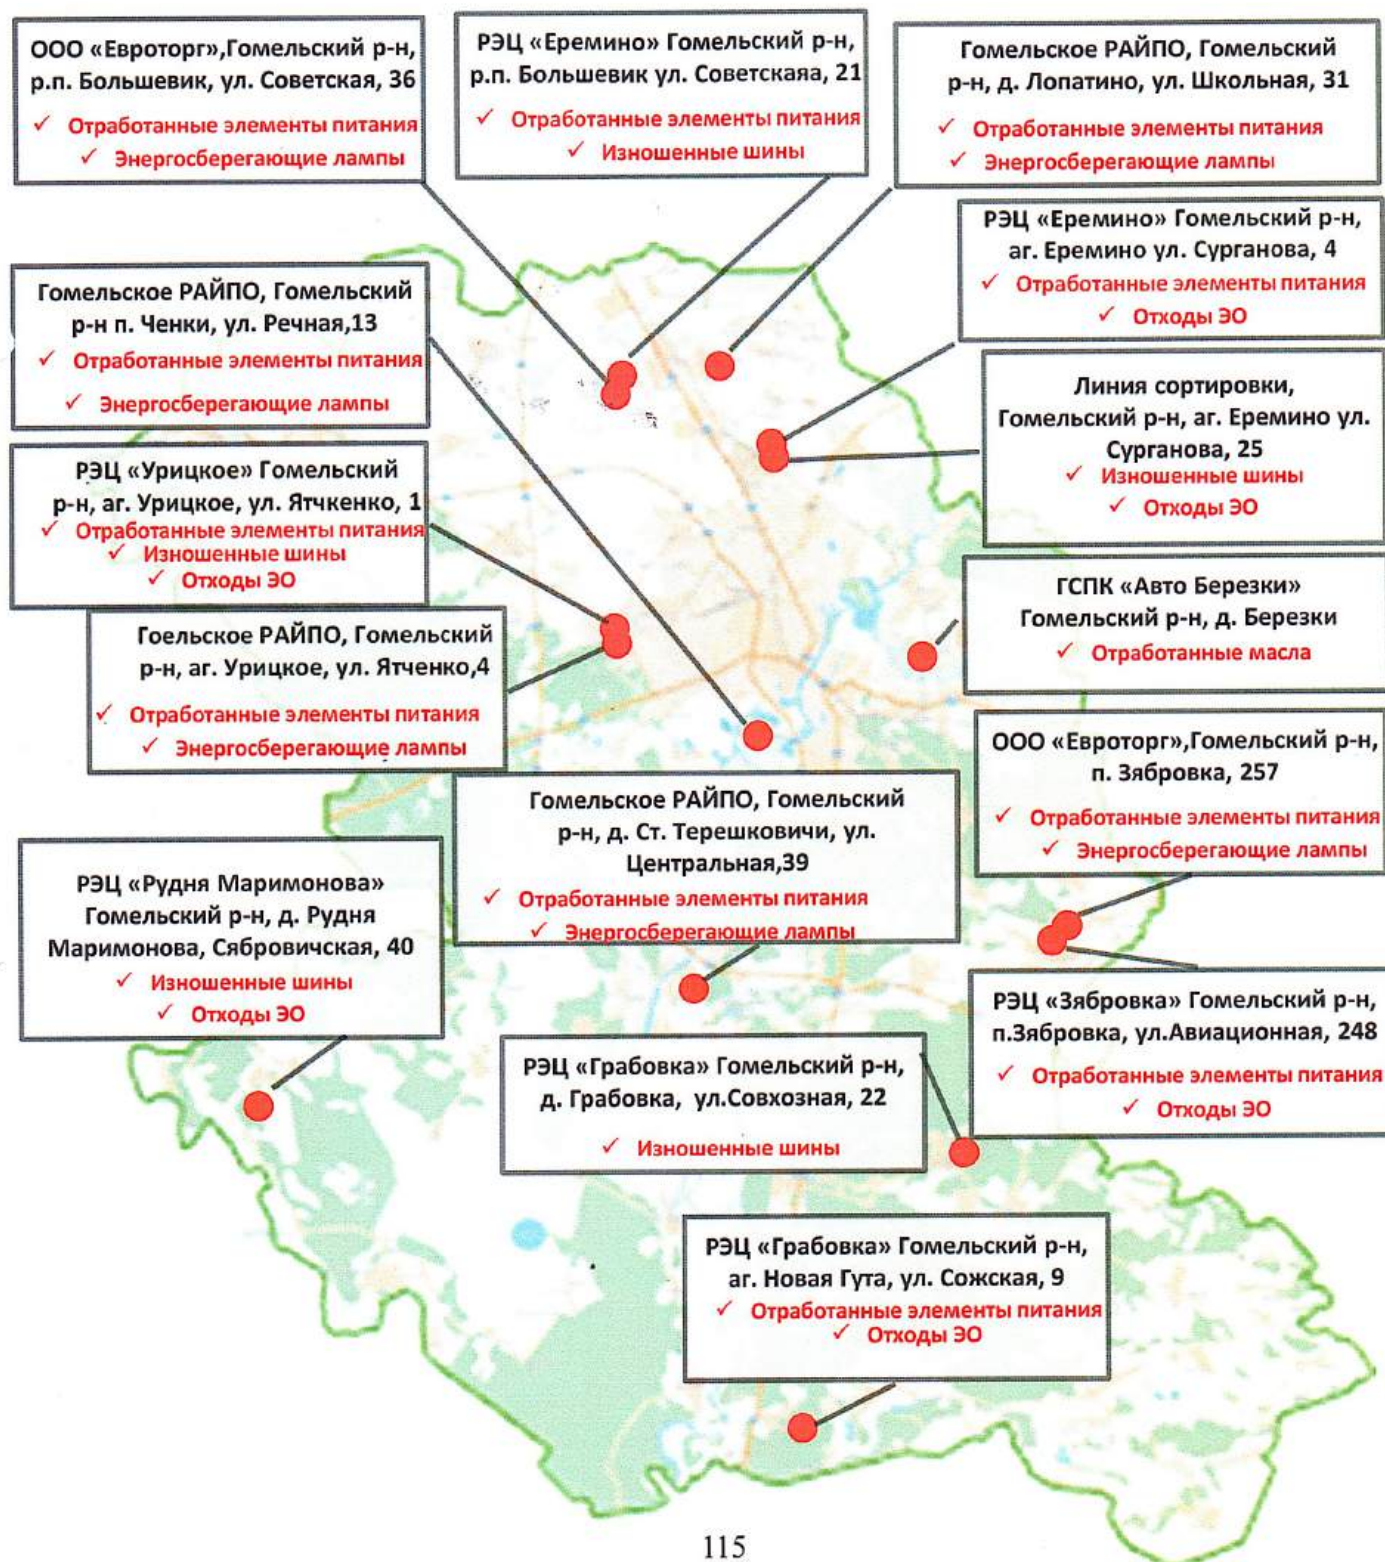 ООО «Евроторг»,Гомельский р-н,
р.п. Большевик, ул. Советская, 36
✓ Отработанные элементы питания
✓ Энергосберегающие лампы
РЭЦ «Еремино» Гомельский р-н,
р.п. Большевик ул. Советскаяа, 21
✓ Отработанные элементы питания
✓ Изношенные шины
Гомельское РАЙПО, Гомельский
р-н, д. Лопатино, ул. Школьная, 31
✓ Отработанные элементы питания
✓ Энергосберегающие лампы
РЭЦ «Еремино» Гомельский р-н,
аг. Еремино ул. Сурганова, 4
✓ Отработанные элементы питания
✓ Отходы ЭО
Гомельское РАЙПО, Гомельский
р-н п. Ченки, ул. Речная,13
✓ Отработанные элементы питания
✓ Энергосберегающие лампы
Линия сортировки,
Гомельский р-н, аг. Еремино ул.
Сурганова, 25
✓ Изношенные шины
✓ Отходы ЭО
РЭЦ «Урицкое» Гомельский
р-н, аг. Урицкое, ул. Ятчкенко, 1
✓ Отработанные элементы питания
✓ Изношенные шины
✓ Отходы ЭО
ГСПК «Авто Березки»
Гомельский р-н, д. Березки
✓ Отработанные масла
Гоельское РАЙПО, Гомельский
р-н, аг. Урицкое, ул. Ятченко,4
✓ Отработанные элементы питания
✓ Энергосберегающие лампы
ООО «Евроторг»,Гомельский р-н,
п. Зябровка, 257
✓ Отработанные элементы питания
✓ Энергосберегающие лампы
Гомельское РАЙПО, Гомельский
р-н, д. Ст. Терешковичи, ул.
Центральная,39
✓ Отработанные элементы питания
✓ Энергосберегающие лампы
РЭЦ «Рудня Маримонова»
Гомельский р-н, д. Рудня
Маримонова, Сябровичская, 40
✓ Изношенные шины
✓ Отходы ЭО
РЭЦ «Зябровка» Гомельский р-н,
п.Зябровка, ул.Авиационная, 248
✓ Отработанные элементы питания
✓ Отходы ЭО
РЭЦ «Грабовка» Гомельский р-н,
д. Грабовка, ул.Совхозная, 22
✓ Изношенные шины
РЭЦ «Грабовка» Гомельский р-н,
аг. Новая Гута, ул. Сожская, 9
✓ Отработанные элементы питания
✓ Отходы ЭО
115